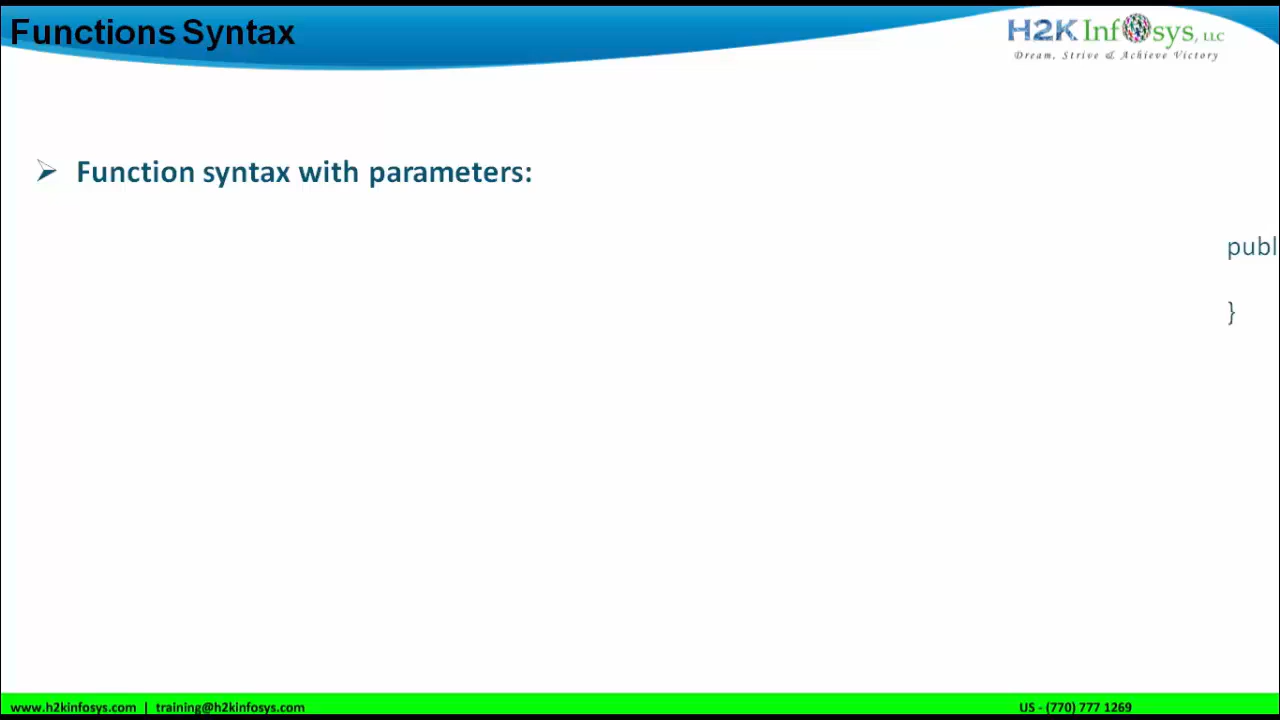 Functions Syntax
H2K Infosys, LLC
Dream, Strive & Achieve Victory
➢ Function syntax with parameters:
publ
}
www.h2kinfosys.com | training@h2kinfosys.com
US - (770) 777 1269